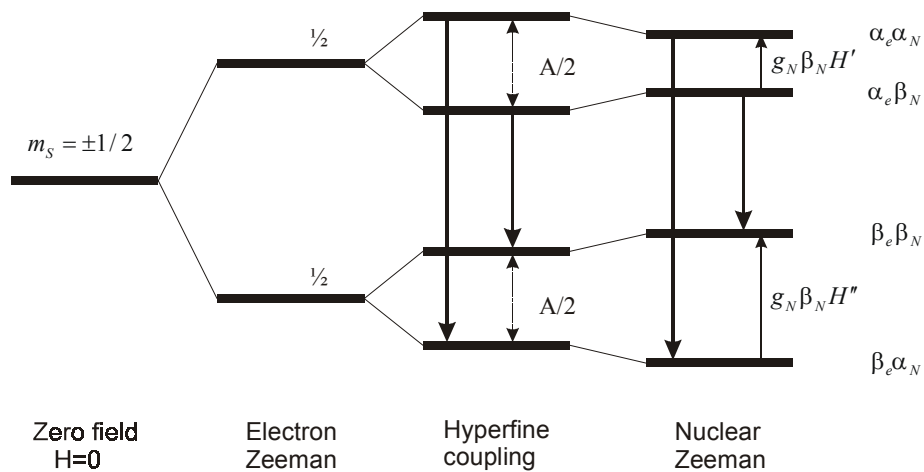 ½
α_e α_N
A/2
g_N β_N H′
α_e β_N
m_S = ±1/2
½
β_e β_N
A/2
g_N β_N H″
β_e α_N
Zero field
H=0
Electron
Zeeman
Hyperfine
coupling
Nuclear
Zeeman